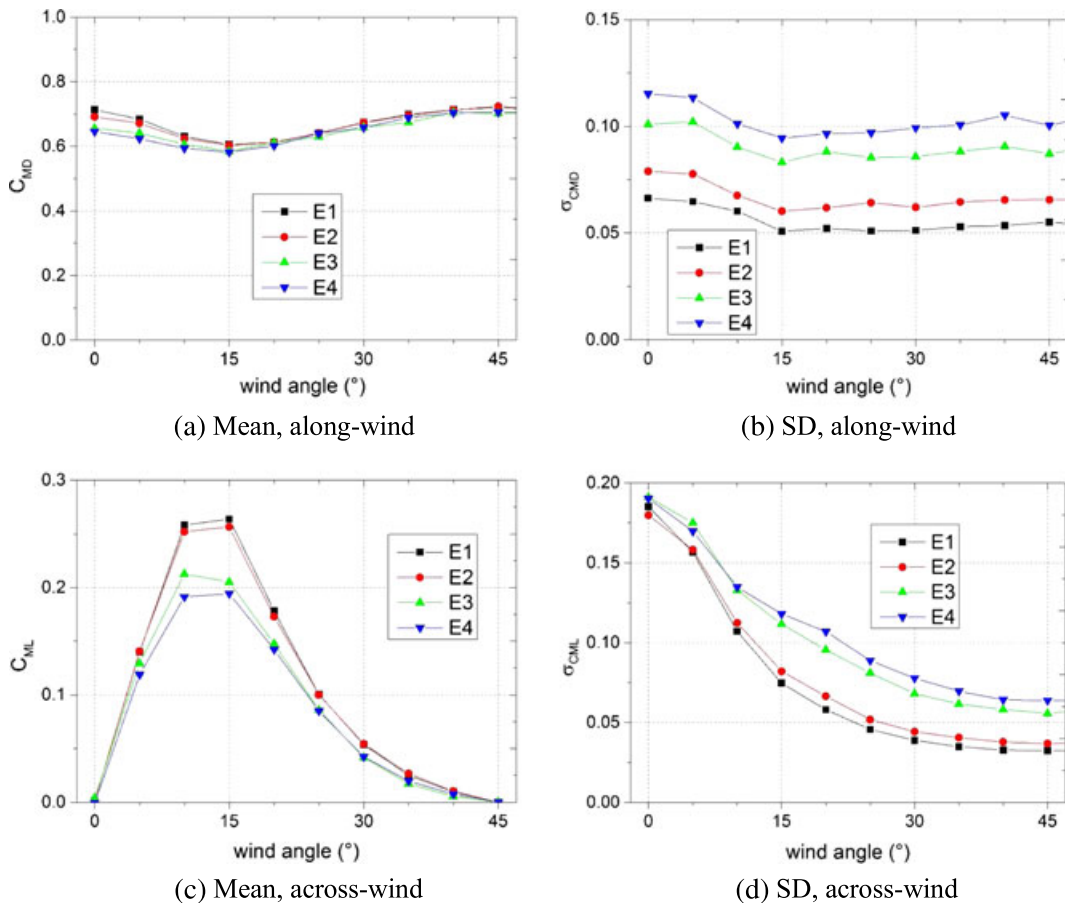 1.0
0.8
0.6
0.4
0.2
0.0
C_MD
E1
E2
E3
E4
0 15 30 45
wind angle (°)
(a) Mean, along-wind
0.15
0.10
0.05
0.00
σ_CMD
E1
E2
E3
E4
0 15 30 45
wind angle (°)
(b) SD, along-wind
0.3
0.2
0.1
0.0
C_ML
E1
E2
E3
E4
0 15 30 45
wind angle (°)
(c) Mean, across-wind
0.20
0.15
0.10
0.05
0.00
σ_CML
E1
E2
E3
E4
0 15 30 45
wind angle (°)
(d) SD, across-wind